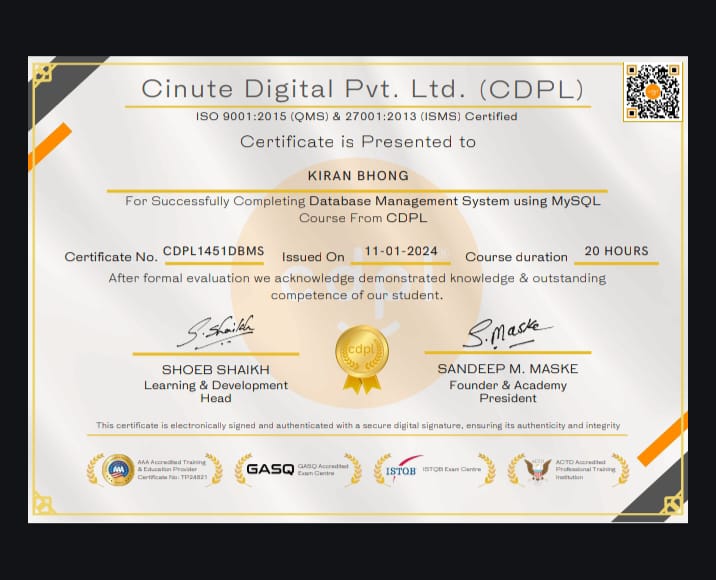 Cinute Digital Pvt. Ltd. (CDPL)
ISO 9001:2015 (QMS) & 27001:2013 (ISMS) Certified
Certificate is Presented to
KIRAN BHONG
For Successfully Completing Database Management System using MySQL
Course From CDPL
Certificate No. CDPL1451DBMS Issued On 11-01-2024 Course duration 20 HOURS
After formal evaluation we acknowledge demonstrated knowledge & outstanding
competence of our student.
S. Shaikh
S. Maske
cdpl
SHOEB SHAIKH
Learning & Development
Head
SANDEEP M. MASKE
Founder & Academy
President
This certificate is electronically signed and authenticated with a secure digital signature, ensuring its authenticity and integrity
AAA
AAA Accredited Training
& Education Provider
Certificate No: TP24821
GASQ
GASQ Accredited
Exam Centre
ISTQB
ISTQB Exam Centre
ACTD Accredited
Professional Training
Institution